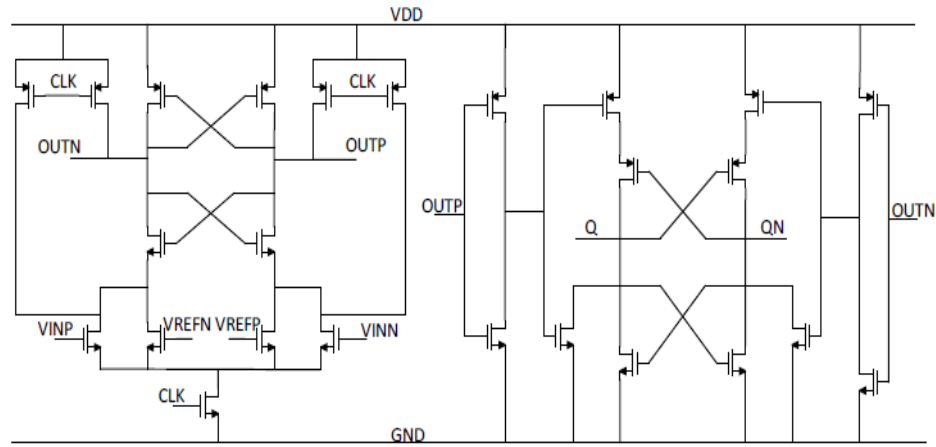 VDD
CLK
CLK
OUTN
OUTP
OUTP
Q
QN
OUTN
VINP
VREFN
VREFP
VINN
CLK
GND